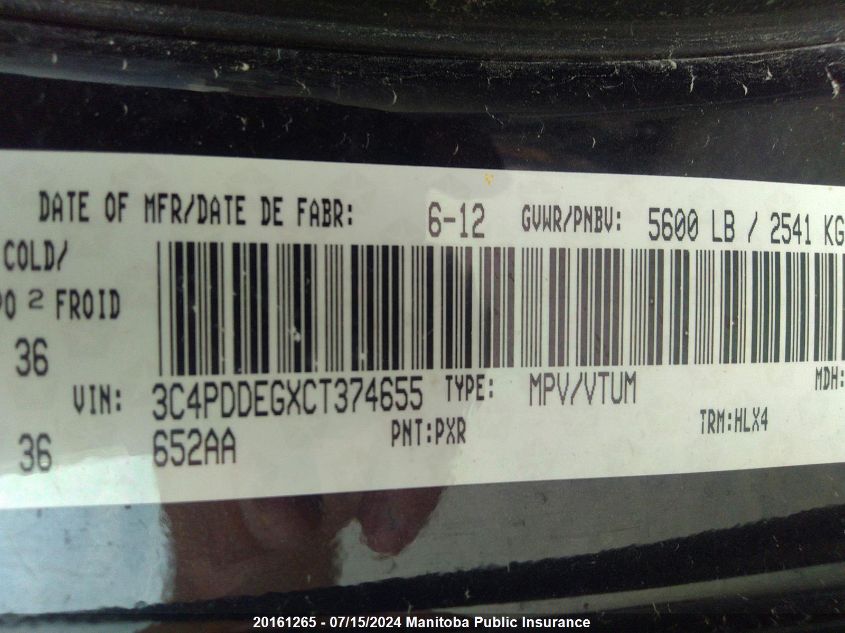 DATE OF MFR/DATE DE FABR: 6-12 GVWR/PNBV: 5600 LB / 2541 KG
COLD/
2 FROID
36
VIN: 3C4PDDEGXCT374655 TYPE: MPV/VTUM MDH:
36 652AA PNT:PXR TRM:HLX4
20161265 - 07/15/2024 Manitoba Public Insurance